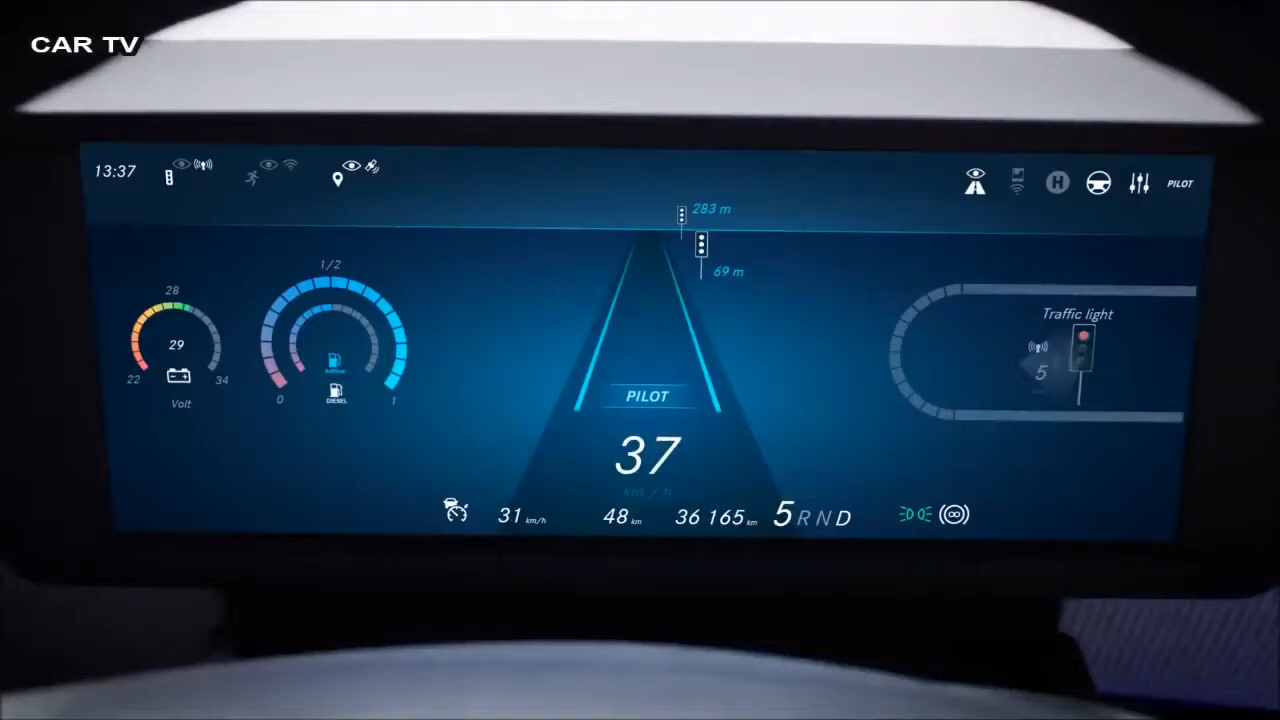 CAR TV
13:37
H
PILOT
283 m
69 m
1/2
28
29
22
34
Volt
AdBlue
DIESEL
0
1
Traffic light
5
PILOT
37
km / h
31 km/h
48 km
36 165 km
5 R N D